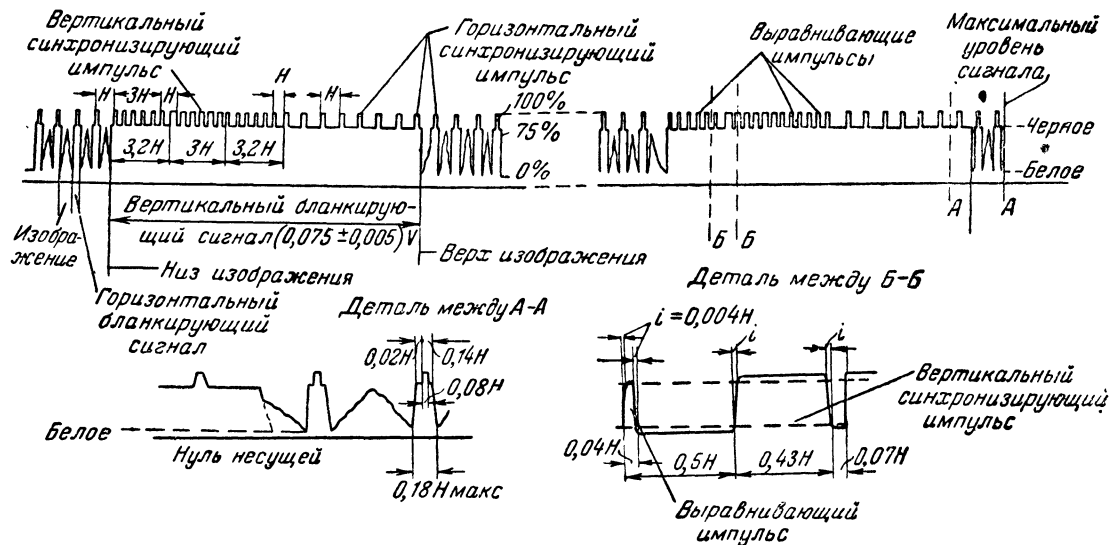 Вертикальный
синхронизирующий
импульс
Горизонтальный
синхронизирующий
импульс
Выравнивающие
импульсы
Максимальный
уровень
сигнала
H
H
3H
H
H
100%
75%
0%
Черное
Белое
3,2H
3H
3,2H
Вертикальный бланкирую-
щий сигнал (0,075 ± 0,005) V
Изобра-
жение
Низ изображения
Верх изображения
Горизонтальный
бланкирующий
сигнал
Б
Б
А
А
Деталь между А-А
0,02H
0,14H
0,08H
Белое
Нуль несущей
0,18H макс
Деталь между Б-Б
i = 0,004H
i
i
Вертикальный
синхронизирующий
импульс
0,04H
0,5H
0,43H
0,07H
Выравнивающий
импульс